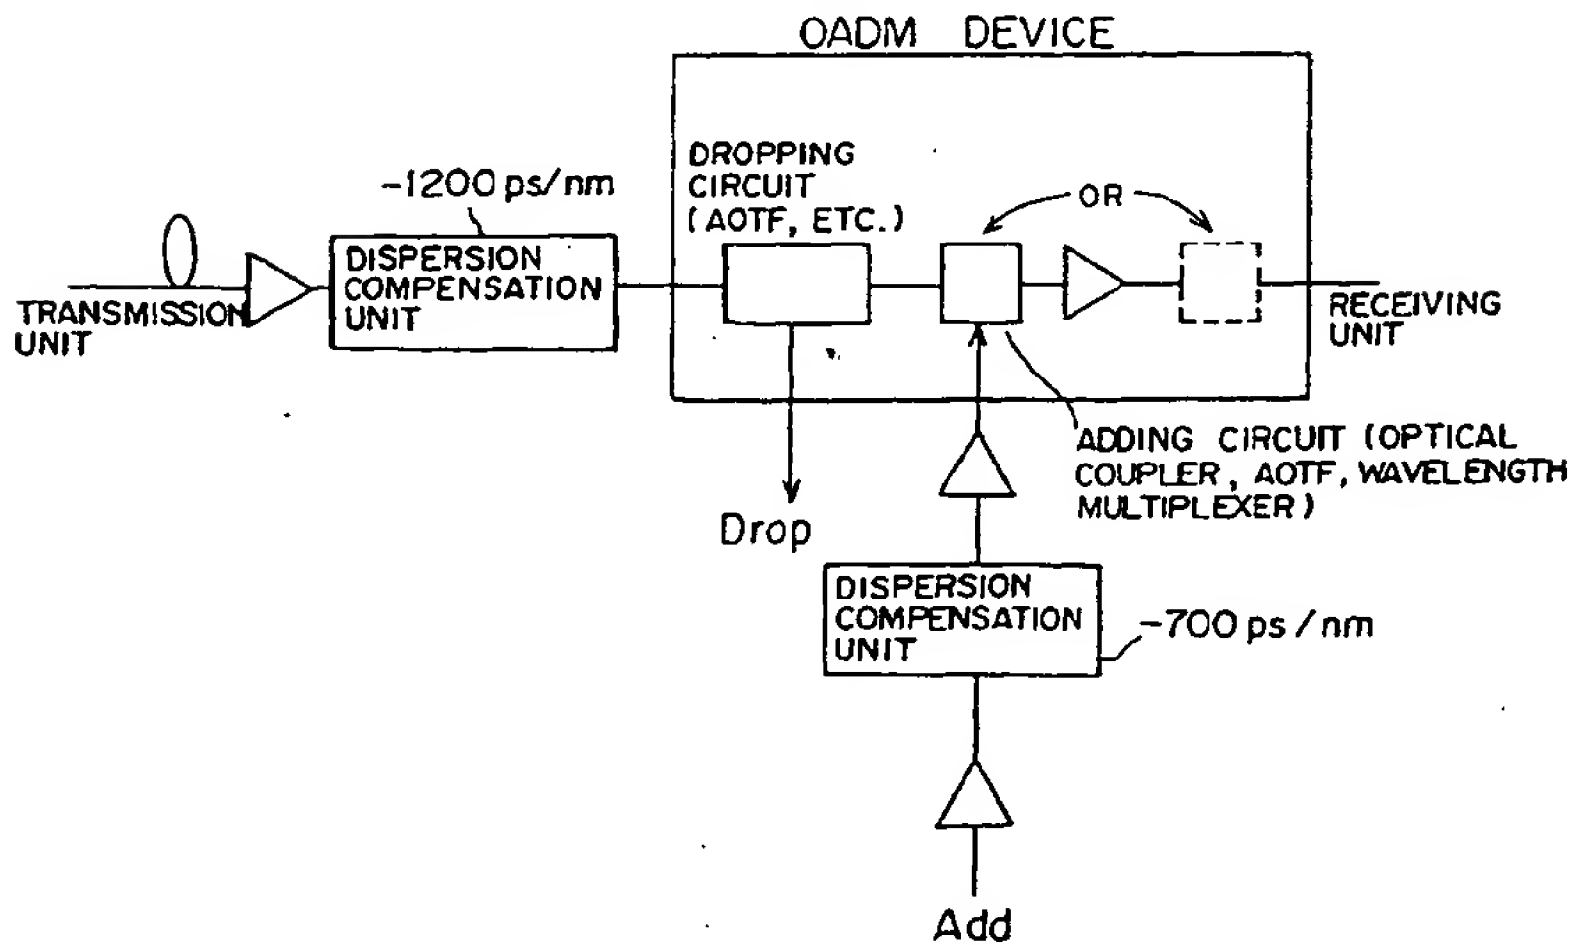 OADM DEVICE
DROPPING
CIRCUIT
(AOTF, ETC.)
-1200 ps/nm
OR
DISPERSION
COMPENSATION
UNIT
TRANSMISSION
UNIT
RECEIVING
UNIT
ADDING CIRCUIT (OPTICAL
COUPLER, AOTF, WAVELENGTH
MULTIPLEXER)
Drop
DISPERSION
COMPENSATION
UNIT
-700 ps/nm
Add